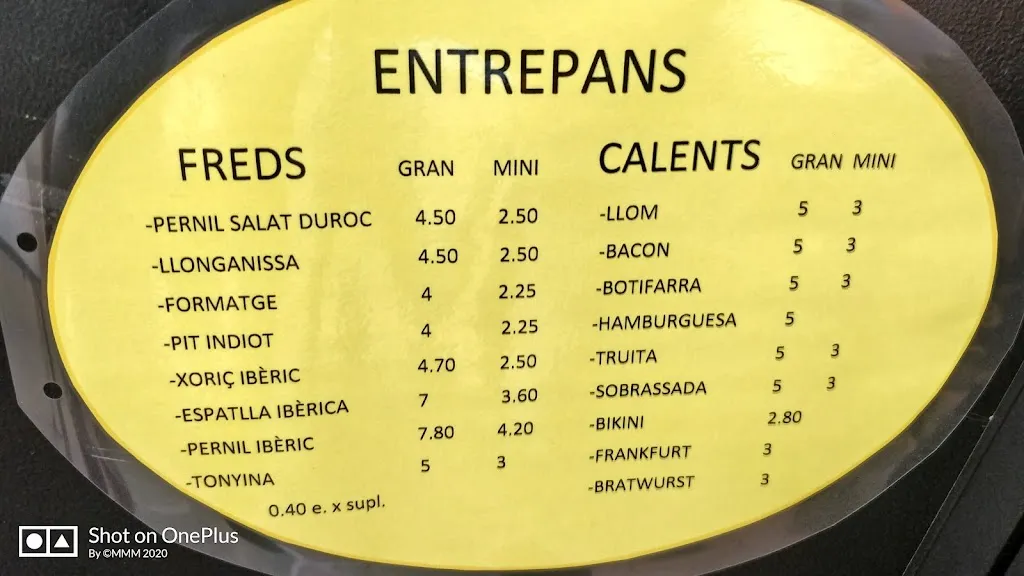 ENTREPANS
FREDS GRAN MINI
-PERNIL SALAT DUROC 4.50 2.50
-LLONGANISSA 4.50 2.50
-FORMATGE 4 2.25
-PIT INDIOT 4 2.25
-XORIÇ IBÈRIC 4.70 2.50
-ESPATLLA IBÈRICA 7 3.60
-PERNIL IBÈRIC 7.80 4.20
-TONYINA 5 3
0.40 e. x supl.
CALENTS GRAN MINI
-LLOM 5 3
-BACON 5 3
-BOTIFARRA 5 3
-HAMBURGUESA 5
-TRUITA 5 3
-SOBRASSADA 5 3
-BIKINI 2.80
-FRANKFURT 3
-BRATWURST 3
Shot on OnePlus
By ©MMM 2020